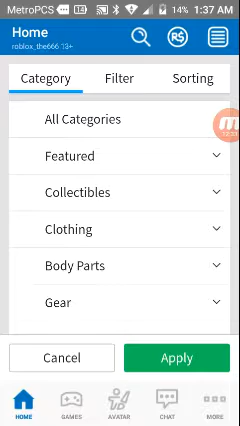 MetroPCS 14 14% 1:37 AM
Home
roblox_the666 13+
R$
Category Filter Sorting
All Categories
Featured
Collectibles
Clothing
Body Parts
Gear
Cancel Apply
HOME GAMES AVATAR CHAT MORE